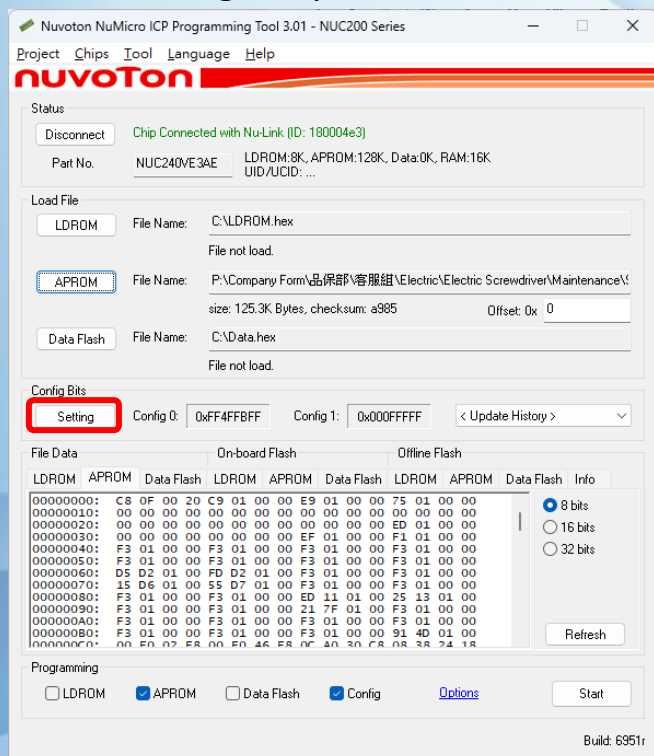 Nuvoton NuMicro ICP Programming Tool 3.01 - NUC200 Series
Project Chips Tool Language Help
nuvoTon
Status
Disconnect Chip Connected with Nu-Link (ID: 180004e3)
Part No. NUC240VE3AE LDROM:8K, APROM:128K, Data:0K, RAM:16K
UID/UCID: ...
Load File
LDROM File Name: C:\LDROM.hex
File not load.
APROM File Name: P:\Company Form\品保部\客服組\Electric\Electric Screwdriver\Maintenance\S
size: 125.3K Bytes, checksum: a985 Offset: 0x 0
Data Flash File Name: C:\Data.hex
File not load.
Config Bits
Setting Config 0: 0xFF4FFBFF Config 1: 0x000FFFFF < Update History >
File Data On-board Flash Offline Flash
LDROM APROM Data Flash LDROM APROM Data Flash LDROM APROM Data Flash Info
00000000: C8 0F 00 20 C9 01 00 00 E9 01 00 00 75 01 00 00 8 bits
00000010: 00 00 00 00 00 00 00 00 00 00 00 00 00 00 00 00
00000020: 00 00 00 00 00 00 00 00 00 00 00 00 ED 01 00 00 16 bits
00000030: 00 00 00 00 00 00 00 00 EF 01 00 00 F1 01 00 00
00000040: F3 01 00 00 F3 01 00 00 F3 01 00 00 F3 01 00 00 32 bits
00000050: F3 01 00 00 F3 01 00 00 F3 01 00 00 F3 01 00 00
00000060: D5 D2 01 00 FD D2 01 00 F3 01 00 00 F3 01 00 00
00000070: 15 D6 01 00 55 D7 01 00 F3 01 00 00 F3 01 00 00
00000080: F3 01 00 00 F3 01 00 00 ED 11 01 00 25 13 01 00
00000090: F3 01 00 00 F3 01 00 00 21 7F 01 00 F3 01 00 00
000000A0: F3 01 00 00 F3 01 00 00 F3 01 00 00 F3 01 00 00
000000B0: F3 01 00 00 F3 01 00 00 F3 01 00 00 91 4D 01 00 Refresh
000000C0: 00 F0 02 F8 00 F0 46 F8 0C A0 30 C8 08 38 24 18
Programming
LDROM APROM Data Flash Config Options Start
Build: 6951r